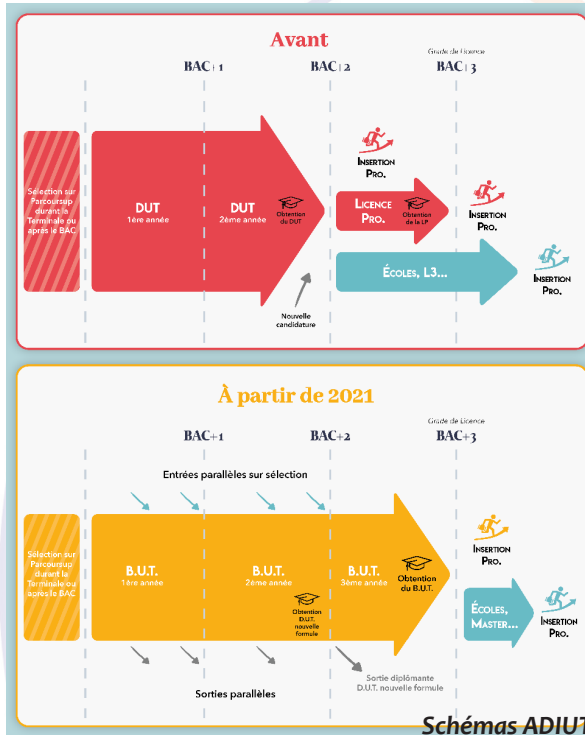 Avant
Grade de Licence
BAC+1
BAC+2
BAC+3
Sélection sur
Parcoursup
durant la
Terminale ou
après le BAC
DUT
1ère année
DUT
2ème année
Obtention
du DUT
INSERTION
PRO.
LICENCE
PRO.
Obtention
de la LP
INSERTION
PRO.
ÉCOLES, L3...
INSERTION
PRO.
Nouvelle
candidature
À partir de 2021
Grade de Licence
BAC+1
BAC+2
BAC+3
Entrées parallèles sur sélection
Sélection sur
Parcoursup
durant la
Terminale ou
après le BAC
B.U.T.
1ère année
B.U.T.
2ème année
Obtention
D.U.T.
nouvelle
formule
B.U.T.
3ème année
Obtention
du B.U.T.
INSERTION
PRO.
ÉCOLES,
MASTER...
INSERTION
PRO.
Sorties parallèles
Sortie diplômante
D.U.T. nouvelle formule
Schémas ADIUT